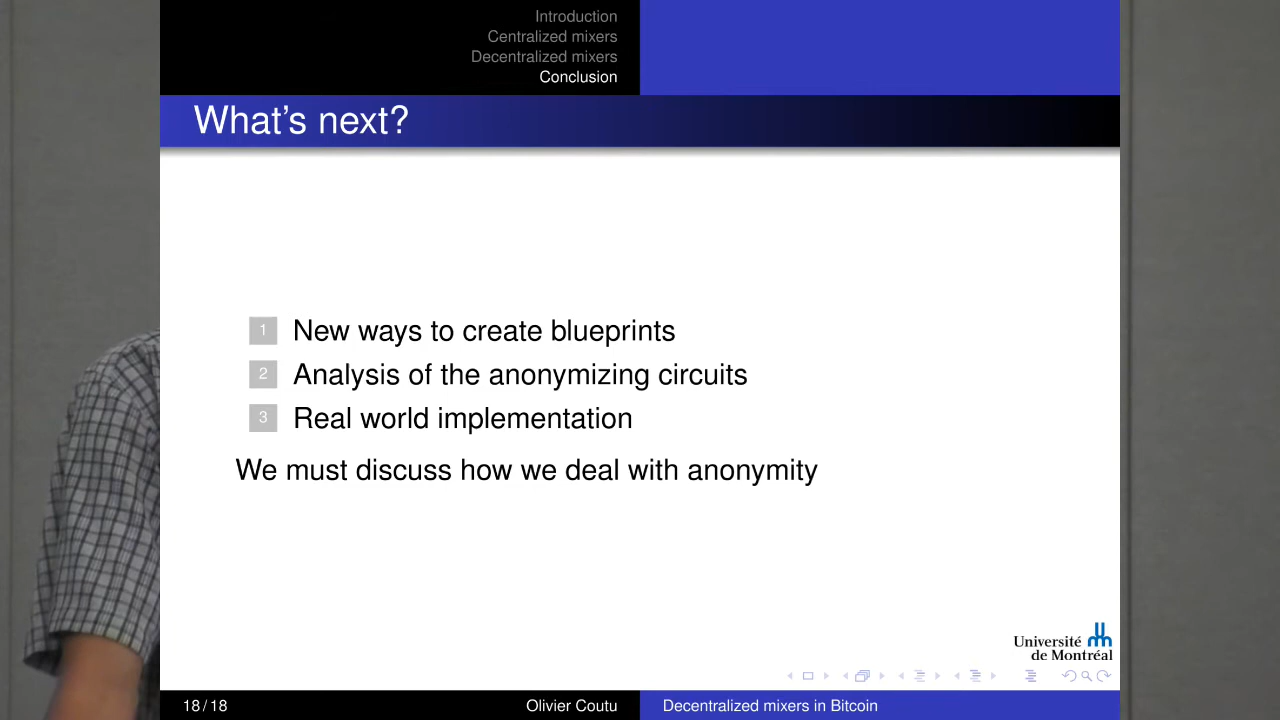 Introduction
Centralized mixers
Decentralized mixers
Conclusion
What's next?
1 New ways to create blueprints
2 Analysis of the anonymizing circuits
3 Real world implementation
We must discuss how we deal with anonymity
Université
de Montréal
18 / 18 Olivier Coutu Decentralized mixers in Bitcoin